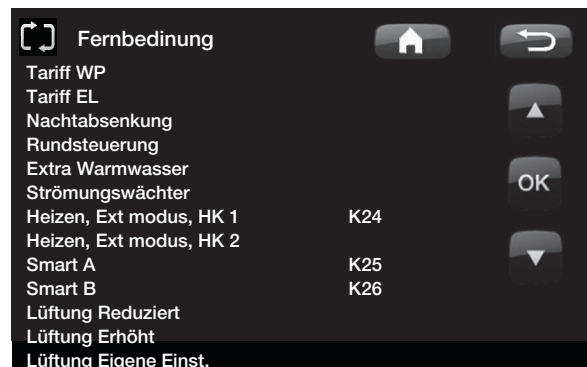 Fernbedinung
Tariff WP
Tariff EL
Nachtabsenkung
Rundsteuerung
Extra Warmwasser
Strömungswächter
OK
Heizen, Ext modus, HK 1 K24
Heizen, Ext modus, HK 2
Smart A K25
Smart B K26
Lüftung Reduziert
Lüftung Erhöht
Lüftung Eigene Einst.